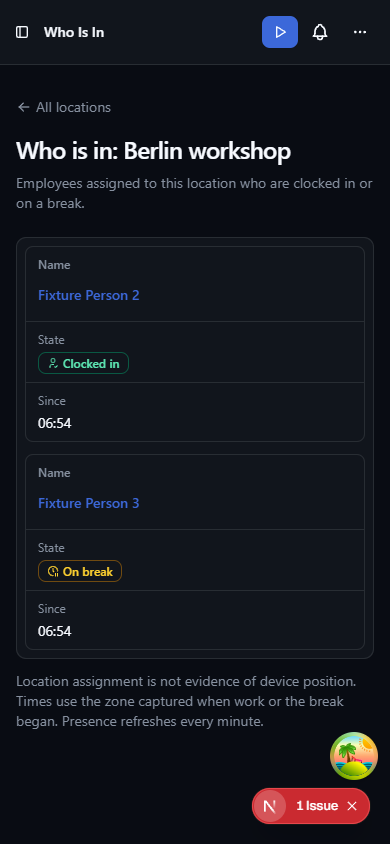 Who Is In
All locations
Who is in: Berlin workshop
Employees assigned to this location who are clocked in or
on a break.
Name
Fixture Person 2
State
Clocked in
Since
06:54
Name
Fixture Person 3
State
On break
Since
06:54
Location assignment is not evidence of device position.
Times use the zone captured when work or the break
began. Presence refreshes every minute.
N
1 Issue